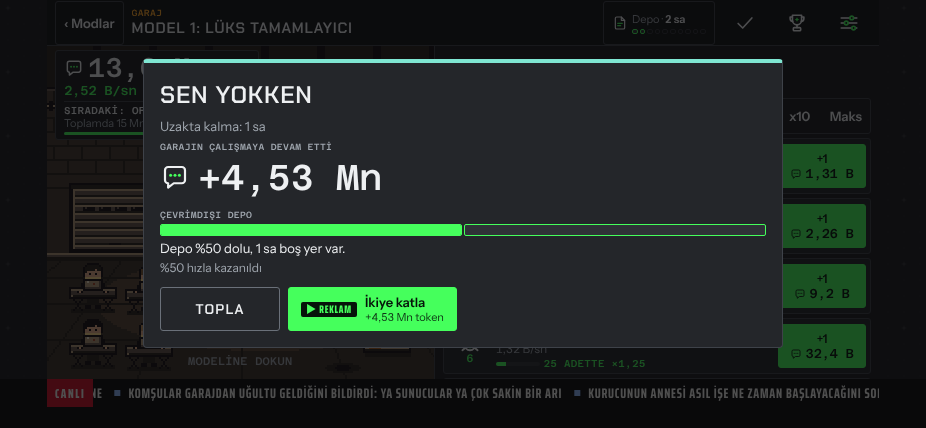 ‹ Modlar
GARAJ
MODEL 1: LÜKS TAMAMLAYICI
Depo · 2 sa
13,
2,52 B/sn
SIRADAKİ:
Toplamda 15
SEN YOKKEN
Uzakta kalma: 1 sa
GARAJIN ÇALIŞMAYA DEVAM ETTİ
+4,53 Mn
ÇEVRİMDIŞI DEPO
Depo %50 dolu, 1 sa boş yer var.
%50 hızla kazanıldı
TOPLA
REKLAM
İkiye katla
+4,53 Mn token
x10
Maks
+1
1,31 B
+1
2,26 B
+1
9,2 B
+1
32,4 B
MODELİNE DOKUN
6
1,32 B/sn
25 ADETTE ×1,25
CANLI
NE ■ KOMŞULAR GARAJDAN UĞULTU GELDİĞİNİ BİLDİRDİ: YA SUNUCULAR YA ÇOK SAKİN BİR ARI ■ KURUCUNUN ANNESİ ASIL İŞE NE ZAMAN BAŞLAYACAĞINI